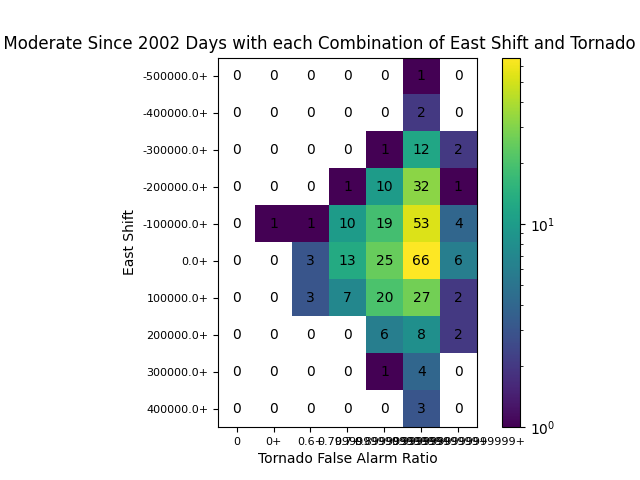 Moderate Since 2002 Days with each Combination of East Shift and Tornado
-500000.0+ 0 0 0 0 0 1 0
-400000.0+ 0 0 0 0 0 2 0
-300000.0+ 0 0 0 0 1 12 2
-200000.0+ 0 0 0 1 10 32 1
-100000.0+ 0 1 1 10 19 53 4
0.0+ 0 0 3 13 25 66 6
100000.0+ 0 0 3 7 20 27 2
200000.0+ 0 0 0 0 6 8 2
300000.0+ 0 0 0 0 1 4 0
400000.0+ 0 0 0 0 0 3 0
East Shift
0 0+ 0.6+
Tornado False Alarm Ratio
10¹
10⁰